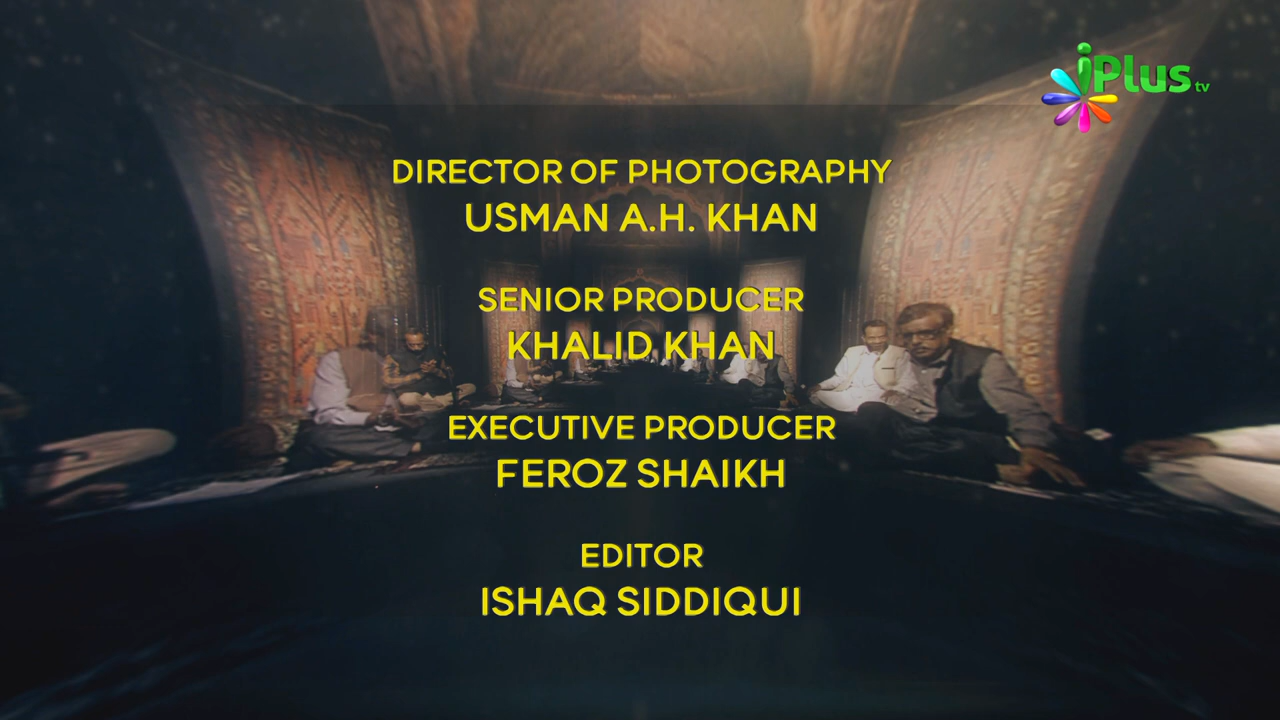 iPlus tv
DIRECTOR OF PHOTOGRAPHY
USMAN A.H. KHAN
SENIOR PRODUCER
KHALID KHAN
EXECUTIVE PRODUCER
FEROZ SHAIKH
EDITOR
ISHAQ SIDDIQUI